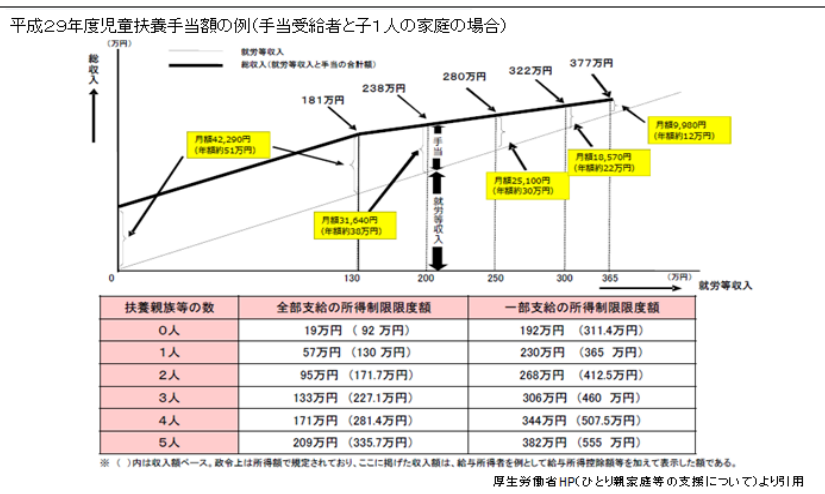 平成２９年度児童扶養手当額の例（手当受給者と子１人の家庭の場合）
（万円）
総収入
就労等収入
総収入（就労等収入と手当の合計額）
181万円
238万円
280万円
322万円
377万円
月額42,290円
（年額約51万円）
月額31,640円
（年額約38万円）
月額25,100円
（年額約30万円）
月額18,570円
（年額約22万円）
月額9,980円
（年額約12万円）
手当
就労等収入
0 130 200 250 300 365 （万円）
就労等収入
扶養親族等の数 全部支給の所得制限限度額 一部支給の所得制限限度額
０人 19万円（ 92 万円） 192万円 （311.4万円）
１人 57万円（130 万円） 230万円 （365 万円）
２人 95万円（171.7万円） 268万円 （412.5万円）
３人 133万円（227.1万円） 306万円 （460 万円）
４人 171万円（281.4万円） 344万円 （507.5万円）
５人 209万円（335.7万円） 382万円 （555 万円）
※（ ）内は収入額ベース。政令上は所得額で規定されており、ここに掲げた収入額は、給与所得者を例として給与所得控除額等を加えて表示した額である。
厚生労働省HP（ひとり親家庭等の支援について）より引用